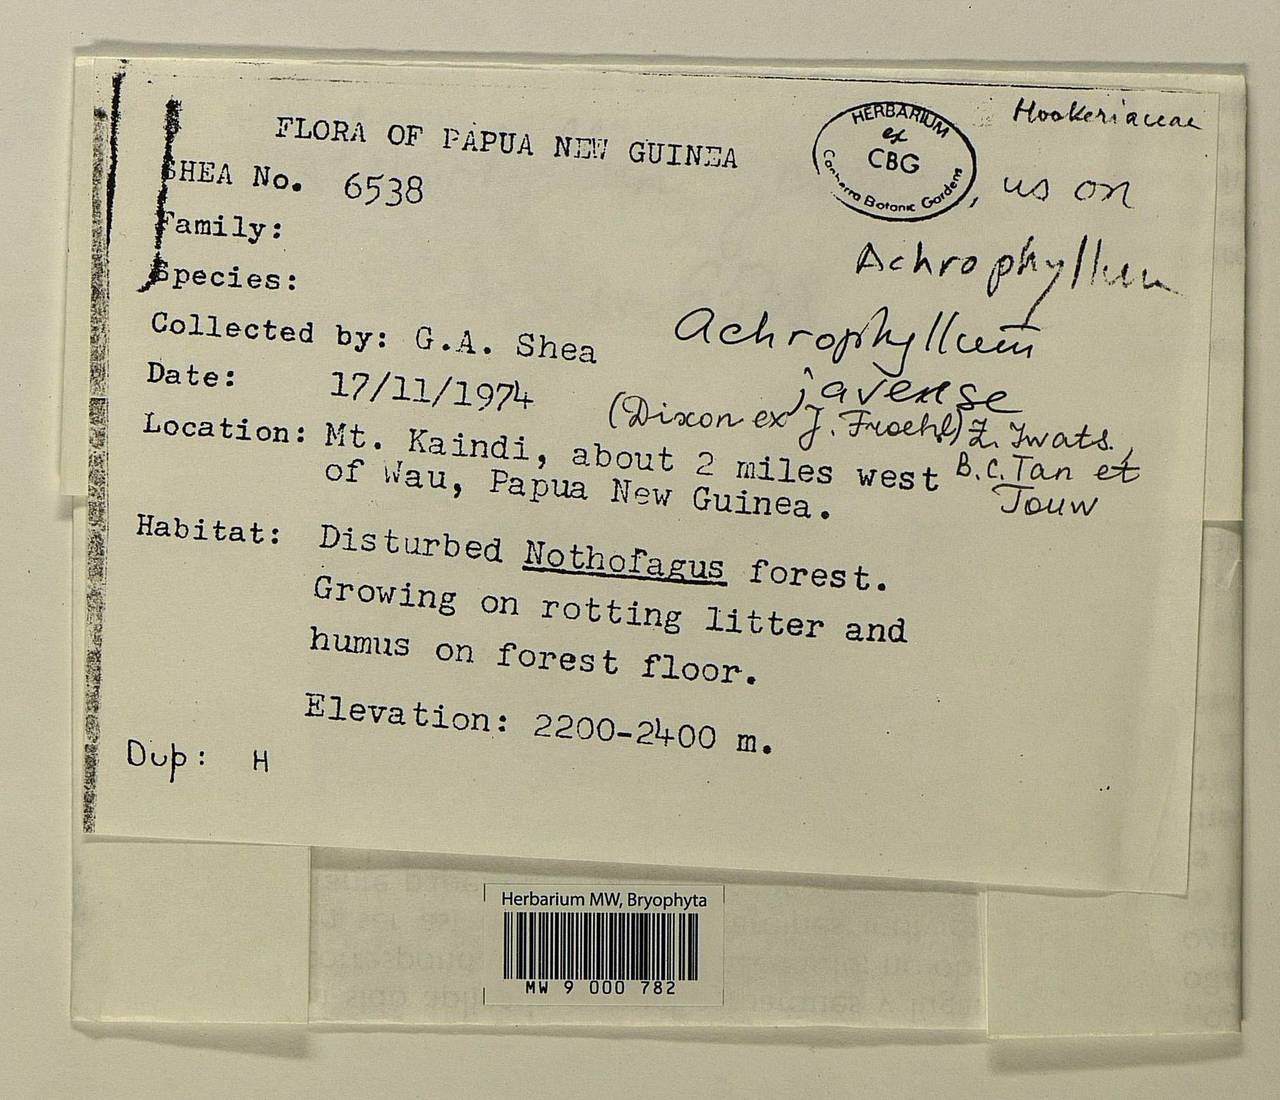 Hookeriaceae
HERBARIUM
ex
CBG
Canberra Botanic Gardens
FLORA OF PAPUA NEW GUINEA
SHEA No. 6538
, us on
Family:
Achrophyllum
Species:
Collected by: G.A. Shea
Achrophyllum
javense
Date: 17/11/1974
(Dixon ex J. Froehl.) Z. Iwats.,
B.C. Tan et
Touw
Location: Mt. Kaindi, about 2 miles west
of Wau, Papua New Guinea.
Habitat: Disturbed Nothofagus forest.
Growing on rotting litter and
humus on forest floor.
Elevation: 2200-2400 m.
Dup: H
Herbarium MW, Bryophyta
MW 9 000 782